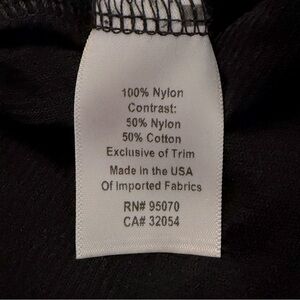 100% Nylon
Contrast:
50% Nylon
50% Cotton
Exclusive of Trim
Made in the USA
Of Imported Fabrics
RN# 95070
CA# 32054